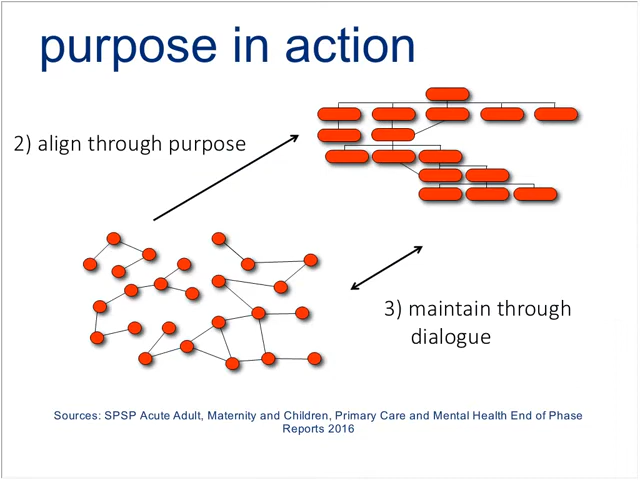 purpose in action
2) align through purpose
3) maintain through
dialogue
Sources: SPSP Acute Adult, Maternity and Children, Primary Care and Mental Health End of Phase
Reports 2016